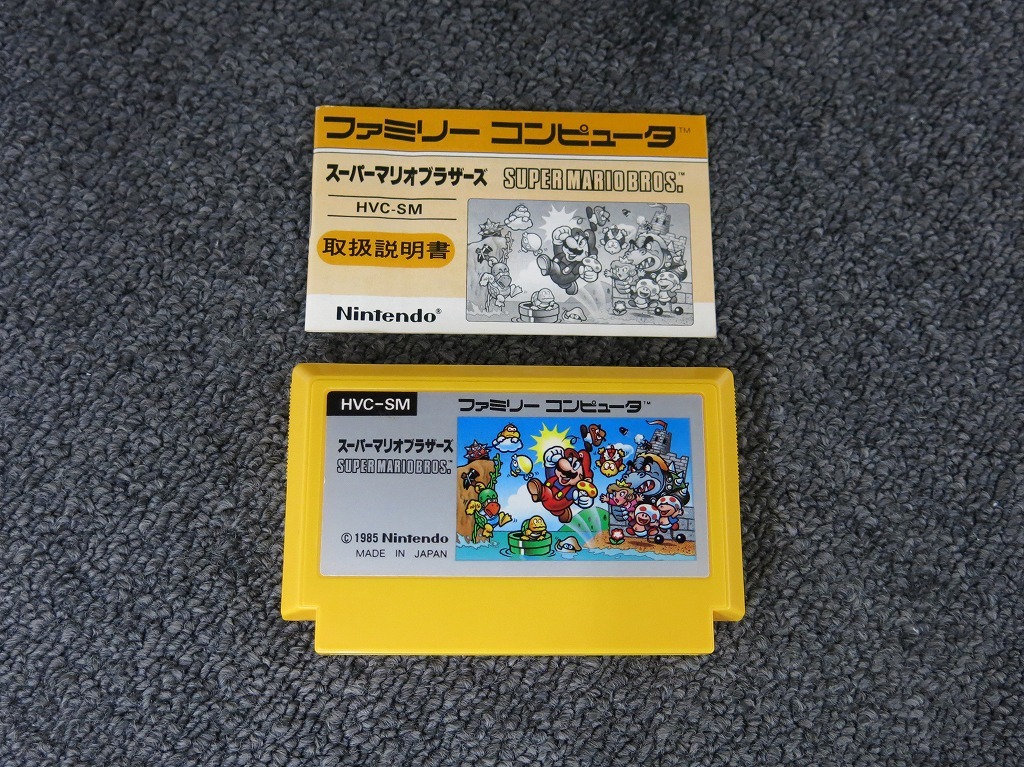 ファミリー コンピュータ™
スーパーマリオブラザーズ SUPER MARIO BROS.™
HVC-SM
取扱説明書
Nintendo®
HVC-SM ファミリー コンピュータ™
スーパーマリオブラザーズ
SUPER MARIO BROS.
©1985 Nintendo
MADE IN JAPAN